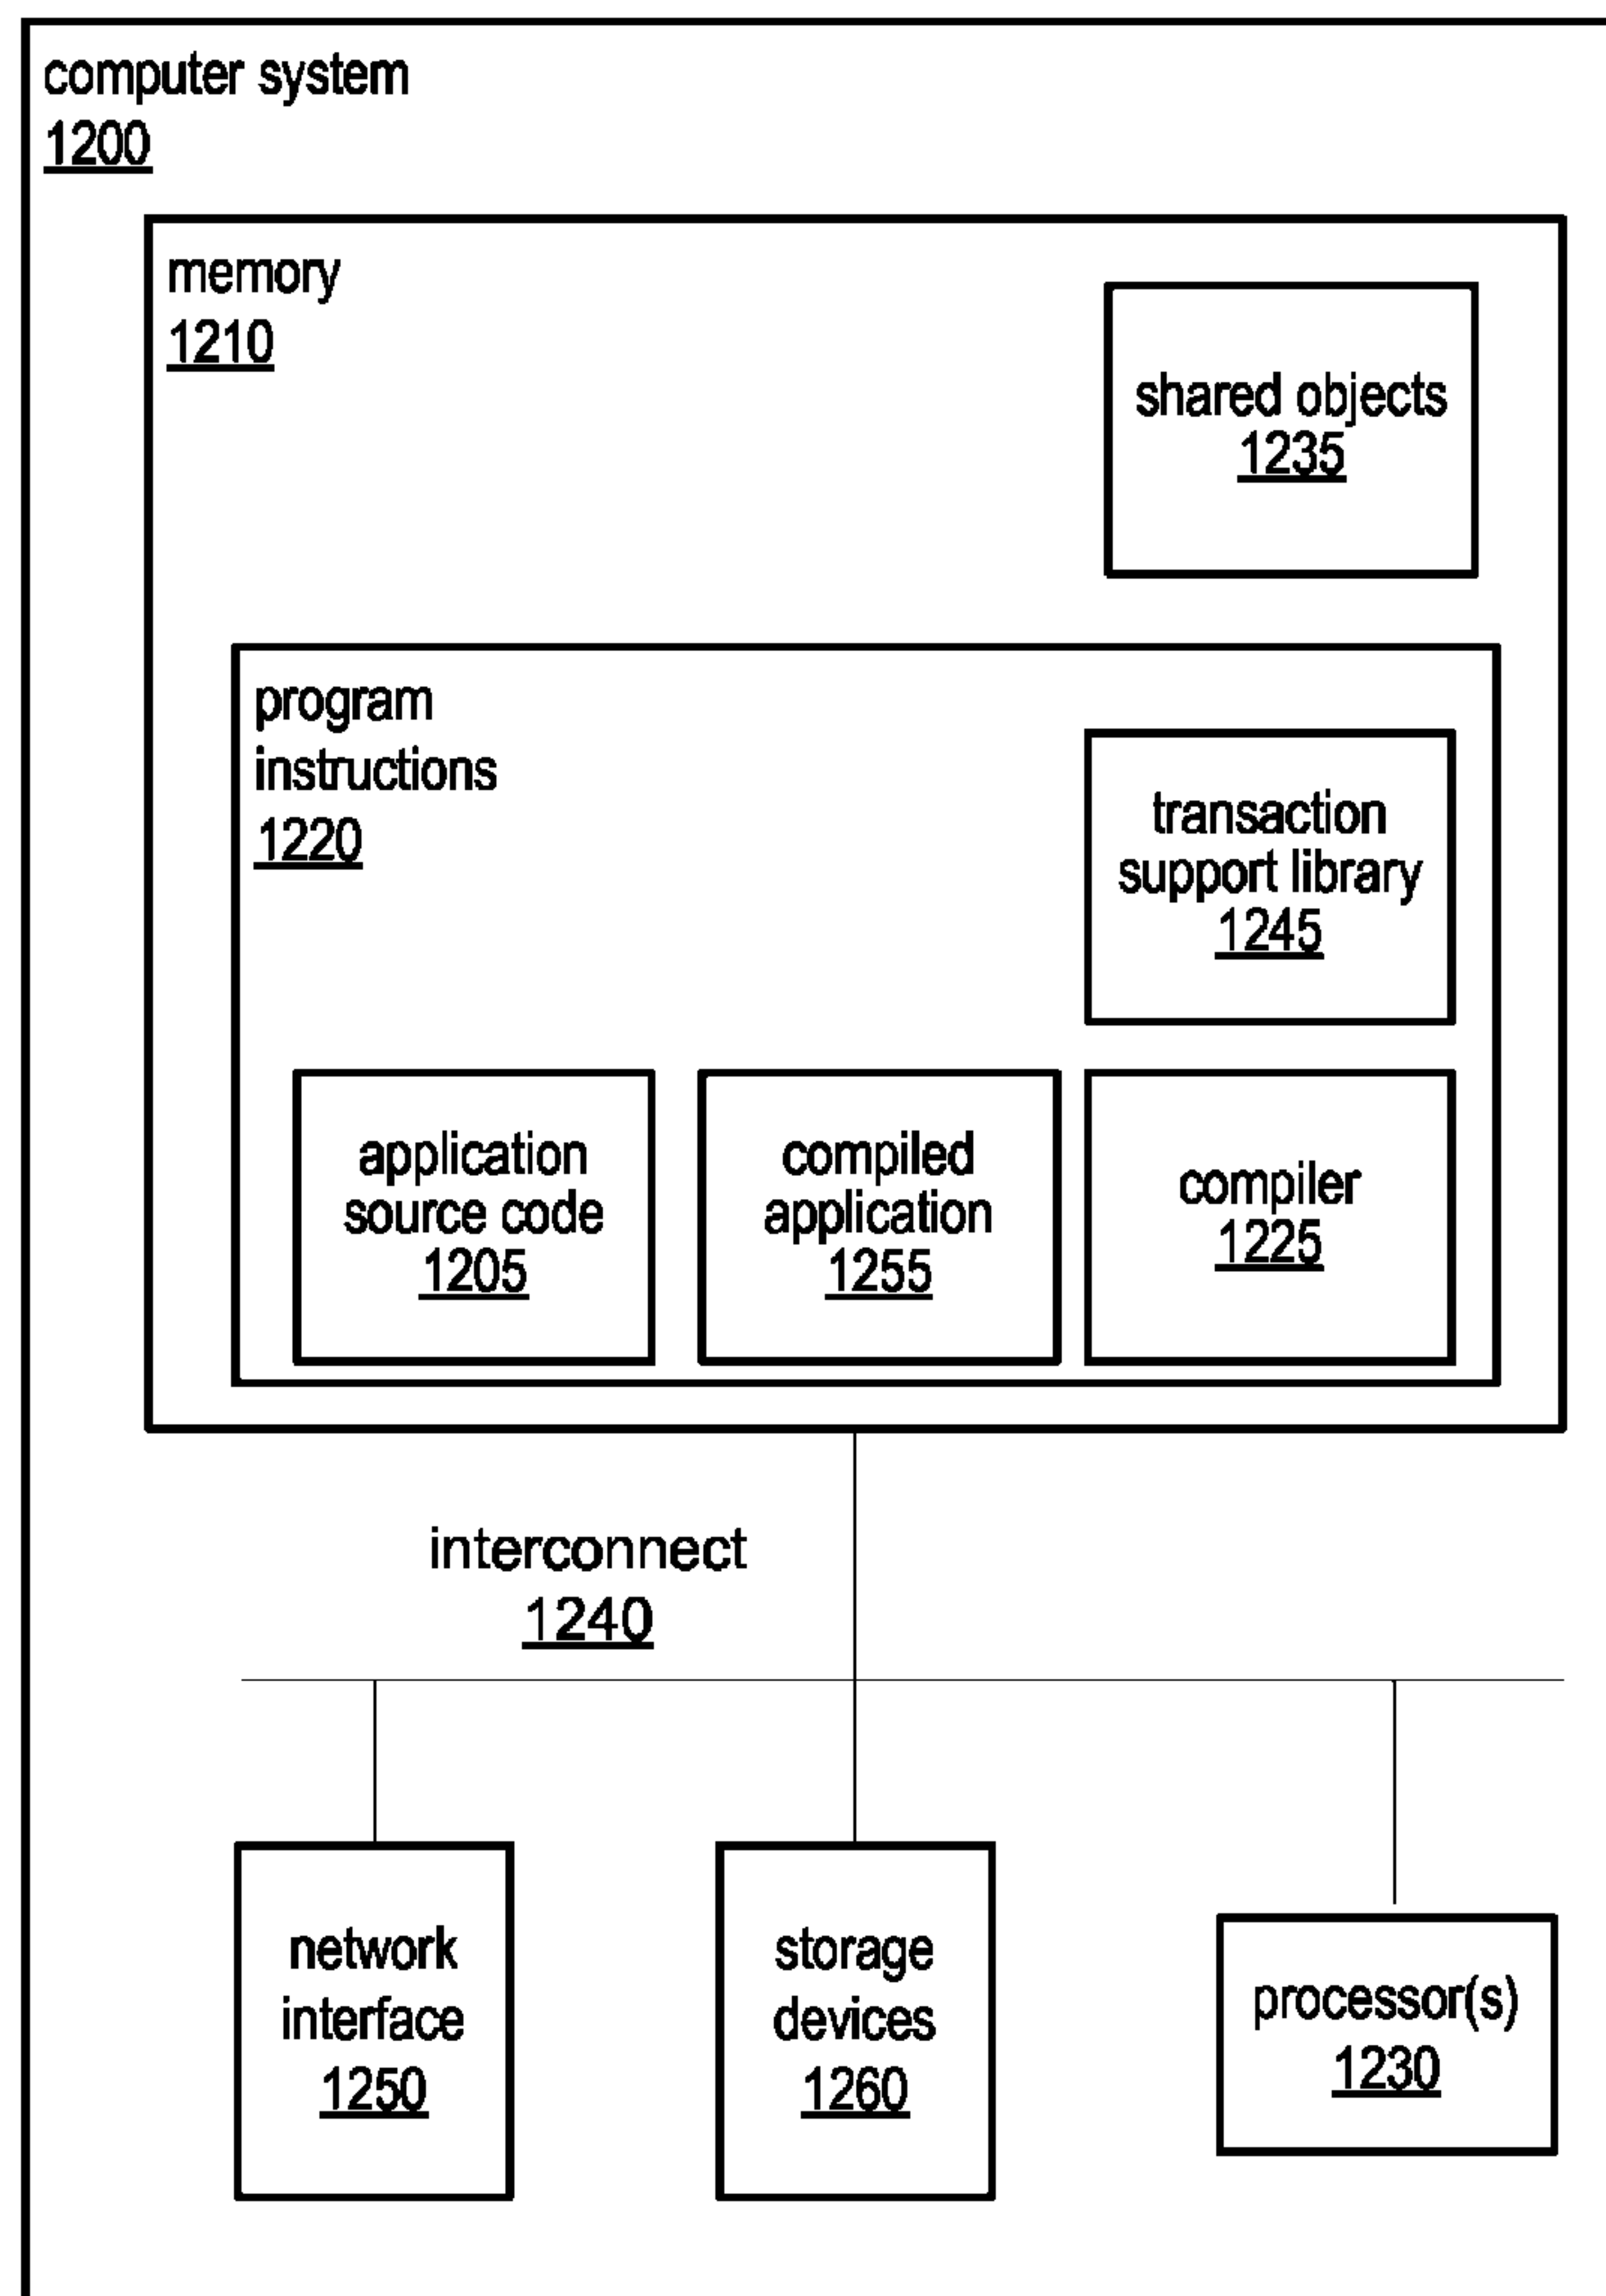 computer system
1200
memory
1210
shared objects
1235
program
instructions
1220
transaction
support library
1245
application
source code
1205
compiled
application
1255
compiler
1225
interconnect
1240
network
interface
1250
storage
devices
1260
processor(s)
1230